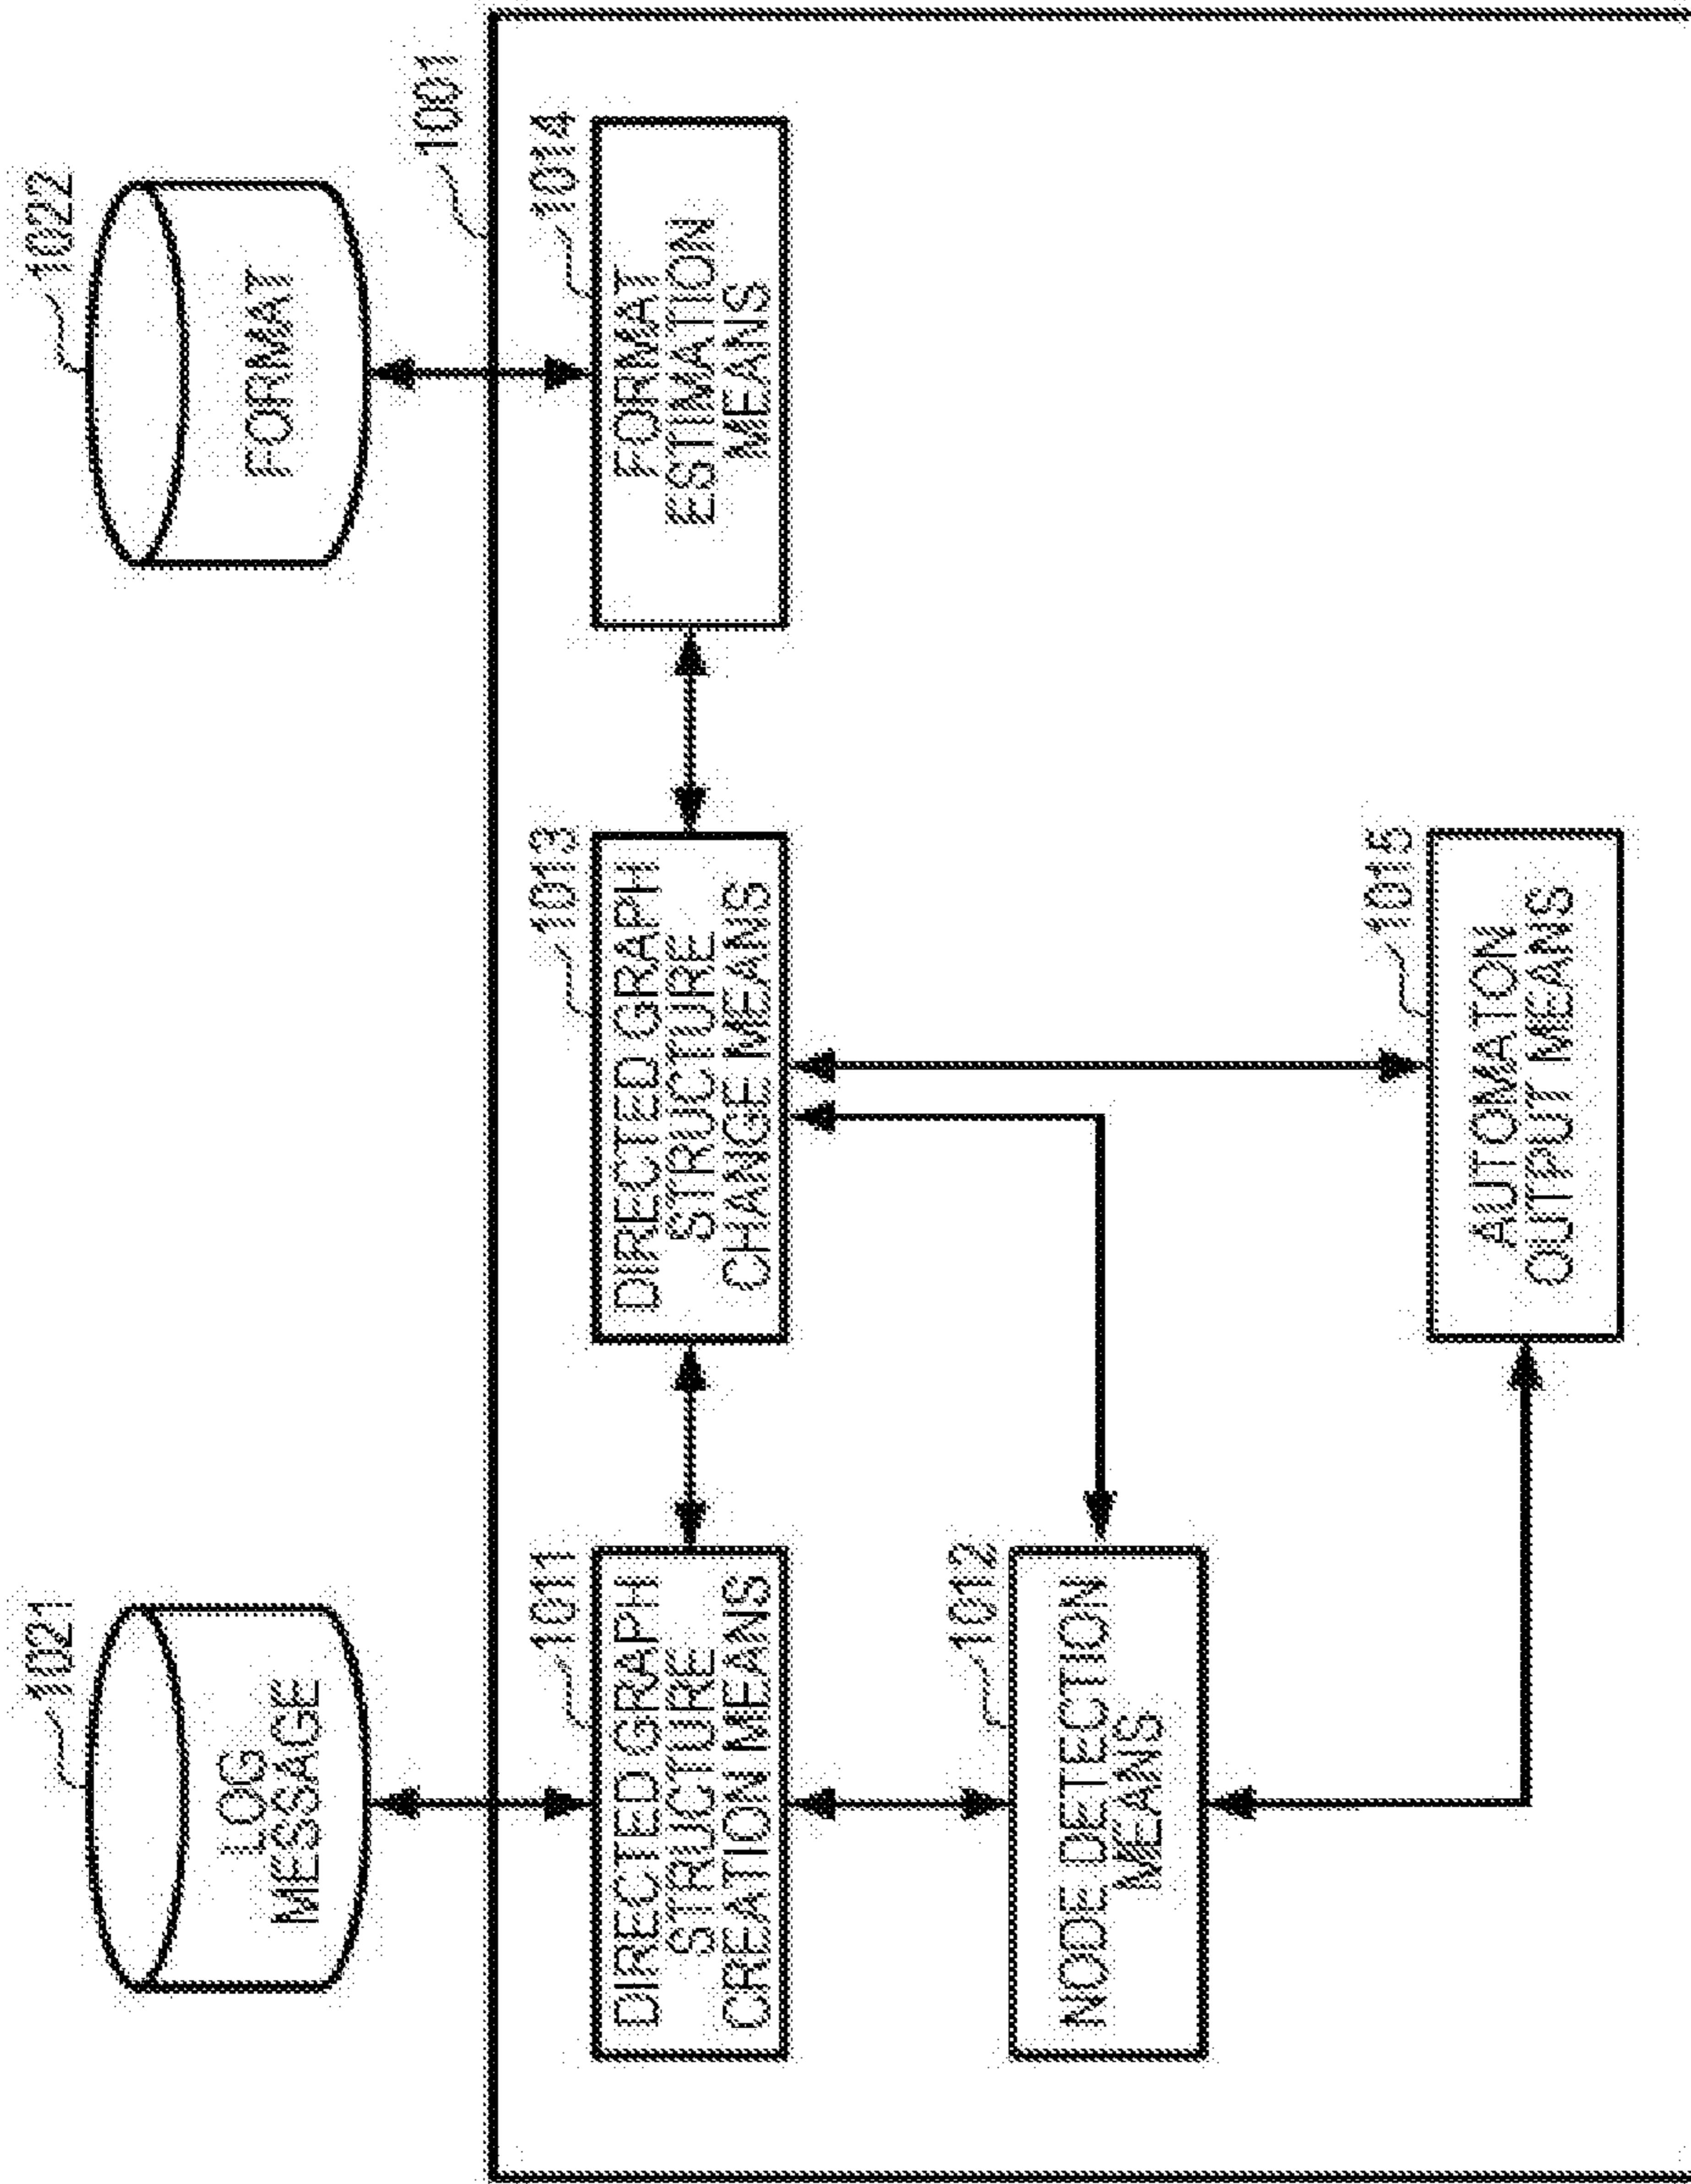 1021
LOG
MESSAGE
1022
FORMAT
1001
1011
DIRECTED GRAPH
STRUCTURE
CREATION MEANS
1013
DIRECTED GRAPH
STRUCTURE
CHANGE MEANS
1014
FORMAT
ESTIMATION
MEANS
1012
NODE DETECTION
MEANS
1015
AUTOMATON
OUTPUT MEANS